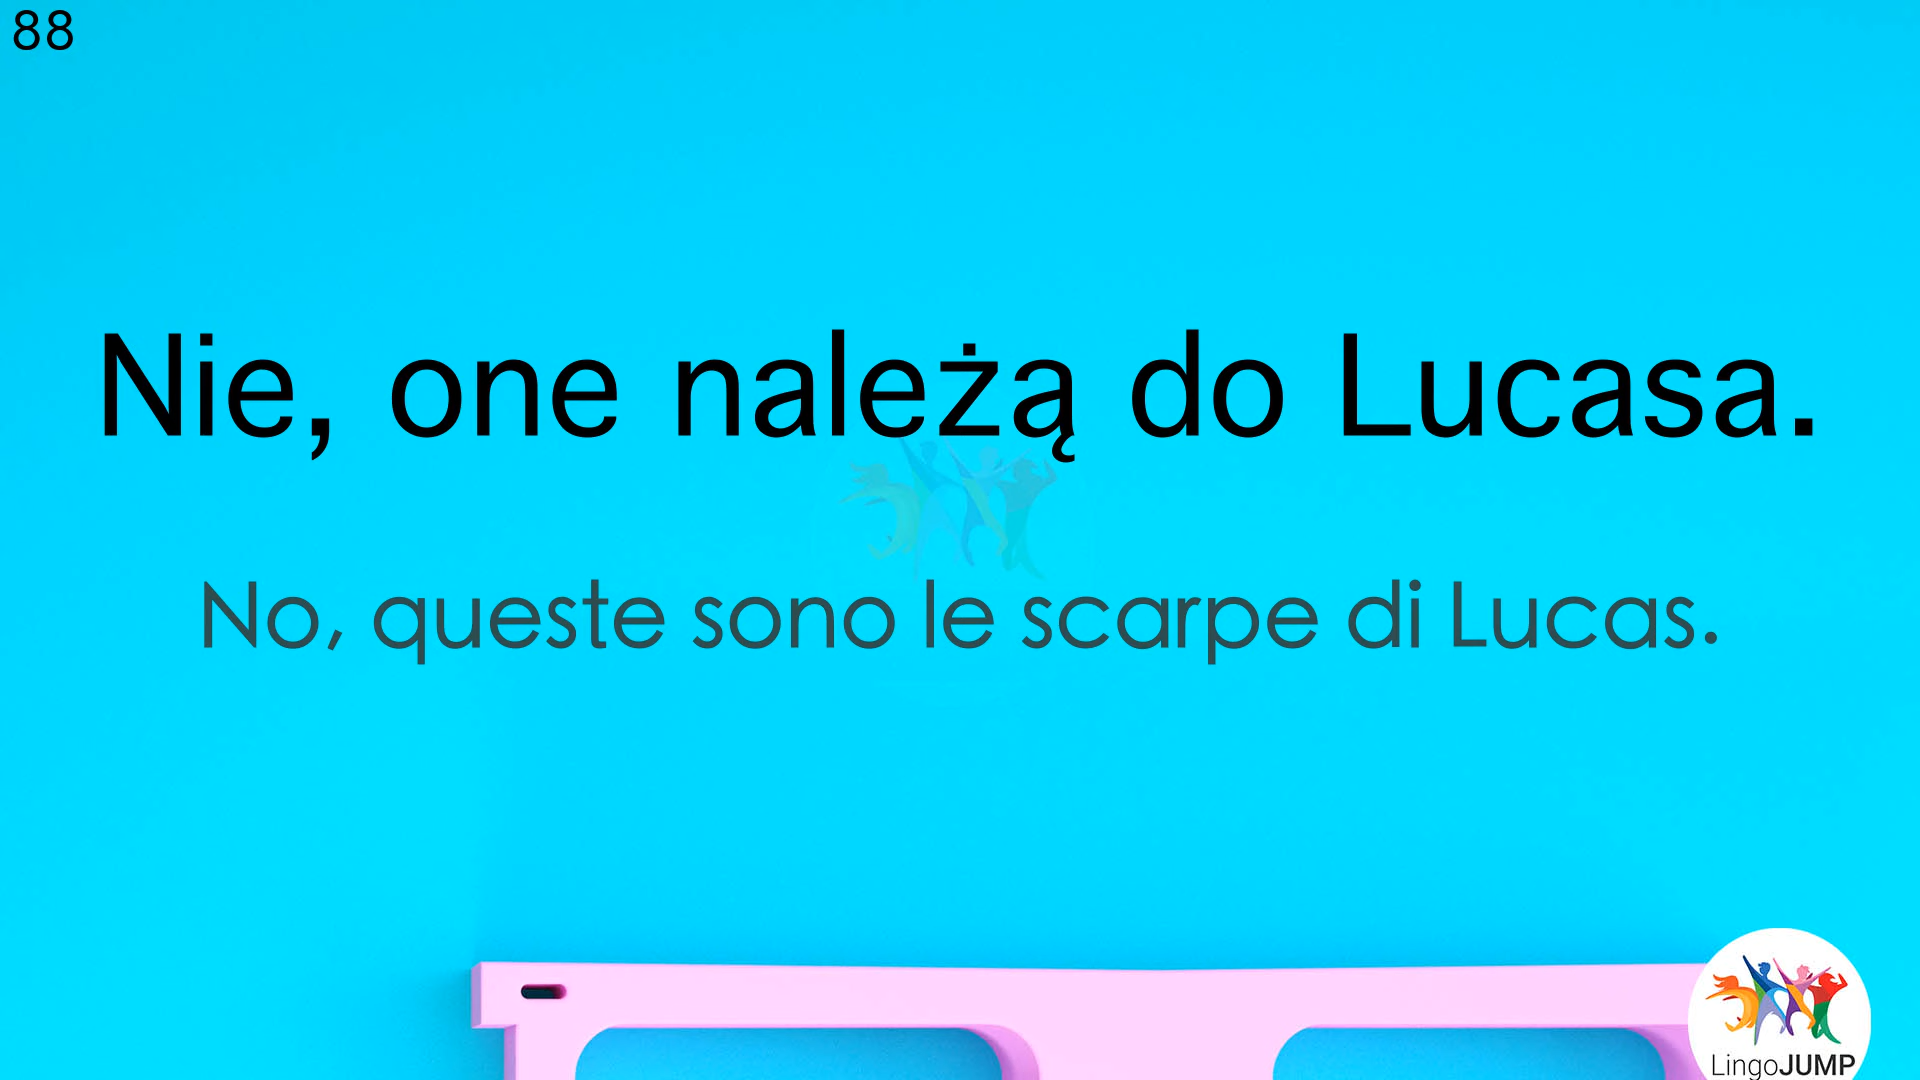 88
Nie, one należą do Lucasa.
No, queste sono le scarpe di Lucas.
LingoJUMP